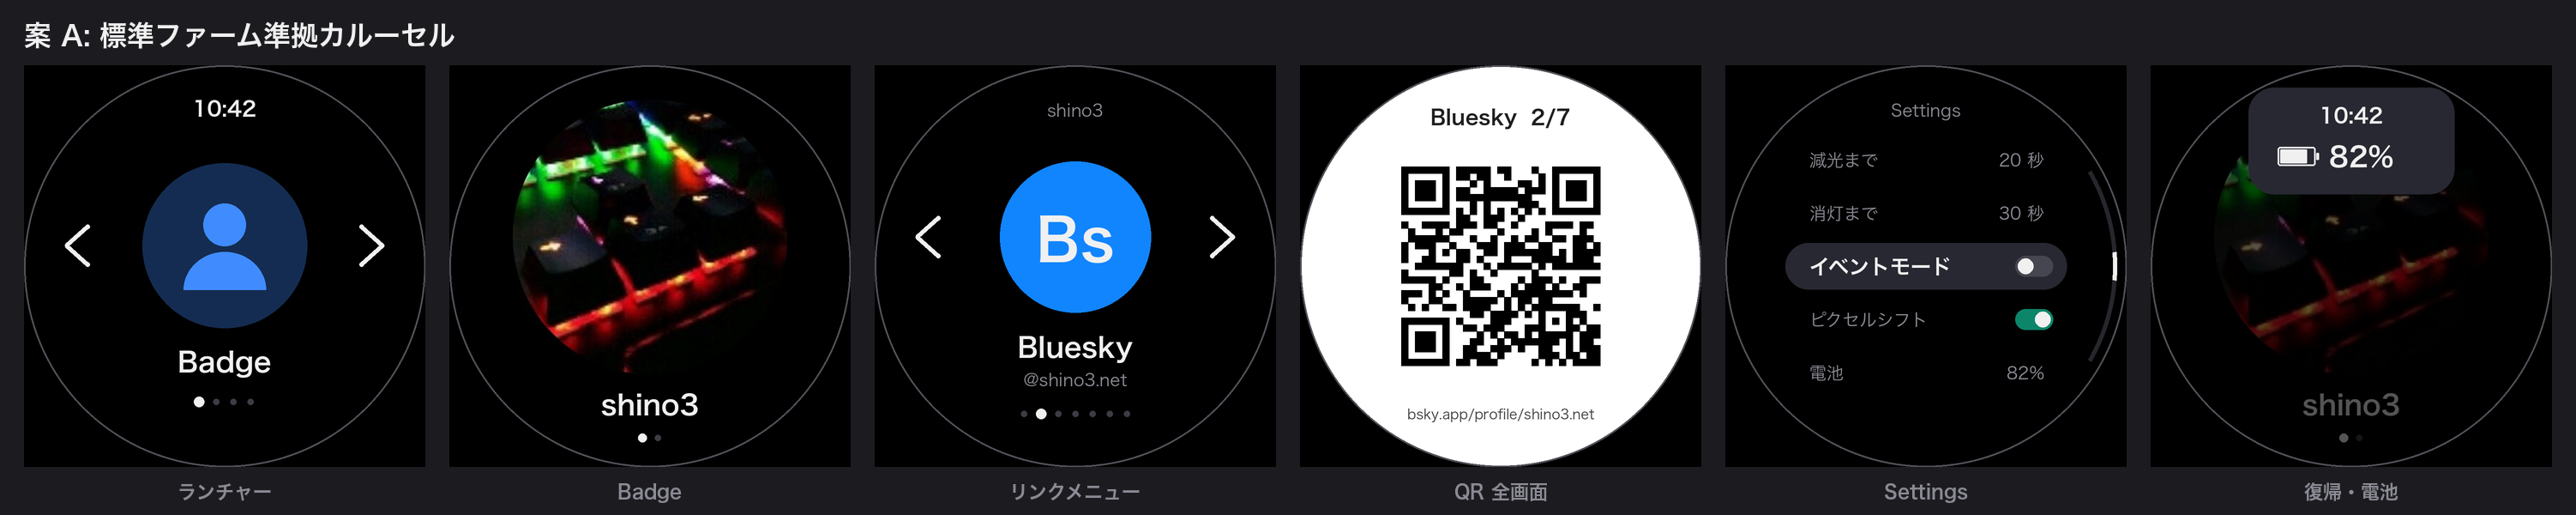 案 A: 標準ファーム準拠カルーセル
10:42
Badge
ランチャー
shino3
Badge
shino3
Bs
Bluesky
@shino3.net
リンクメニュー
Bluesky 2/7
bsky.app/profile/shino3.net
QR 全画面
Settings
減光まで 20 秒
消灯まで 30 秒
イベントモード
ピクセルシフト
電池 82%
Settings
10:42
82%
shino3
復帰・電池